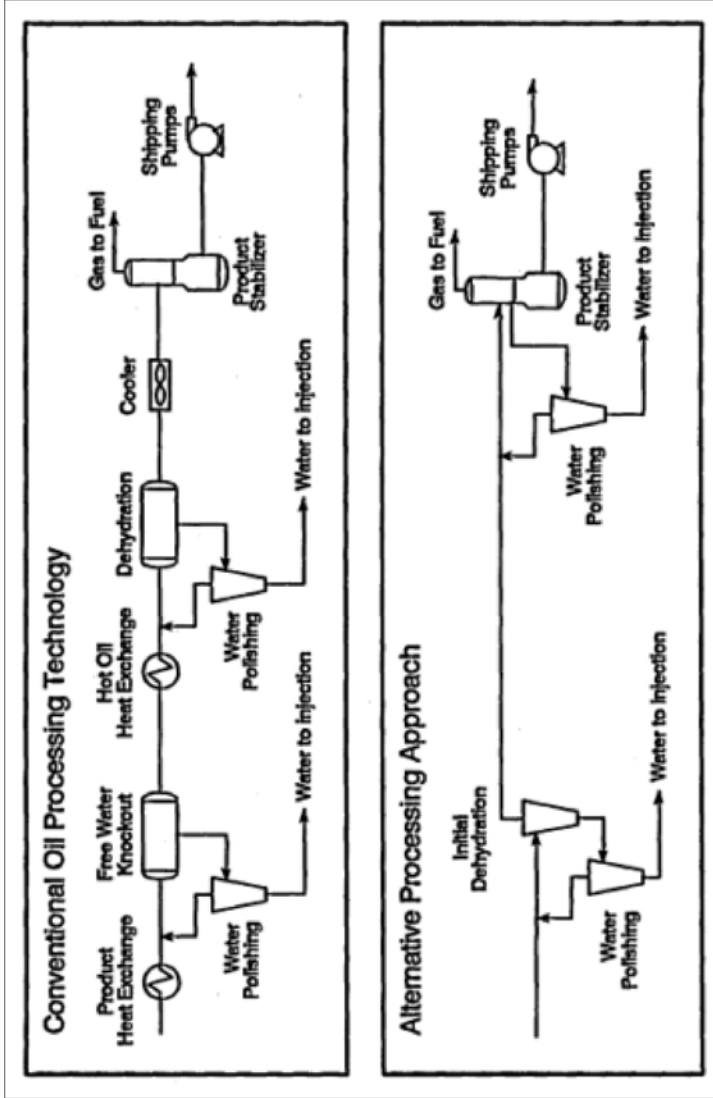 Conventional Oil Processing Technology
Product
Heat Exchange
Free Water
Knockout
Hot Oil
Heat Exchange
Dehydration
Cooler
Gas to Fuel
Shipping
Pumps
Water
Polishing
Water to Injection
Water
Polishing
Water to Injection
Product
Stabilizer
Alternative Processing Approach
Initial
Dehydration
Gas to Fuel
Shipping
Pumps
Water
Polishing
Water to Injection
Water
Polishing
Product
Stabilizer
Water to Injection